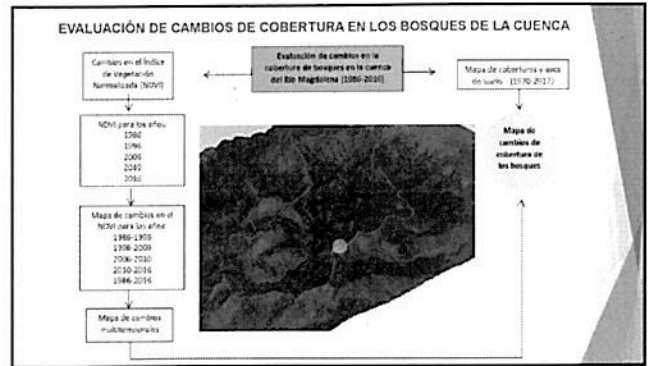 EVALUACIÓN DE CAMBIOS DE COBERTURA EN LOS BOSQUES DE LA CUENCA
Evaluación de cambios en la
cobertura de bosques en la cuenca
del Río Magdalena (1986-2016)
Cambios en el Índice
de Vegetación
Normalizada (NDVI)
NDVI para los años:
1986
1996
2006
2010
2016
Mapa de cambios en el
NDVI para los años:
1986-1996
1996-2006
2006-2010
2010-2016
1986-2016
Mapa de cambios
multitemporales
Mapa de coberturas y usos
de suelo (1970-2017)
Mapa de
cambios de
cobertura de
los bosques